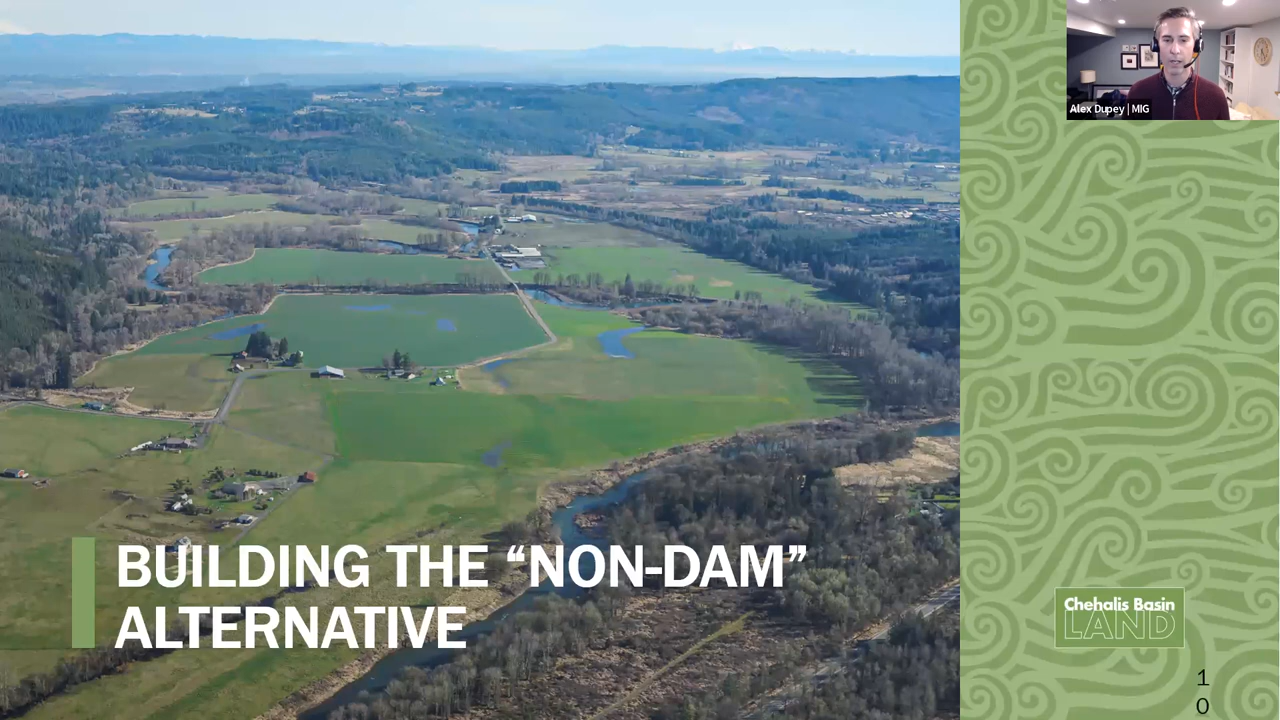 Alex Dupey | MIG
BUILDING THE “NON-DAM”
ALTERNATIVE
Chehalis Basin
LAND
1
0